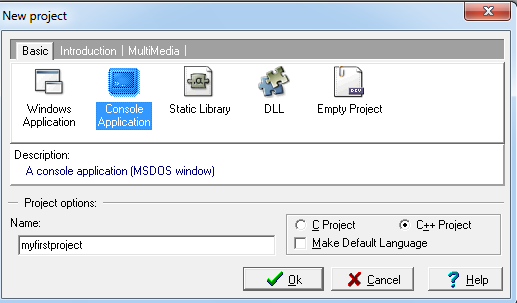 New project
Basic Introduction MultiMedia
Windows Application
Console Application
Static Library
DLL
Empty Project
DEV
Description:
A console application (MSDOS window)
Project options:
Name:
myfirstproject
C Project
C++ Project
Make Default Language
Ok
Cancel
? Help